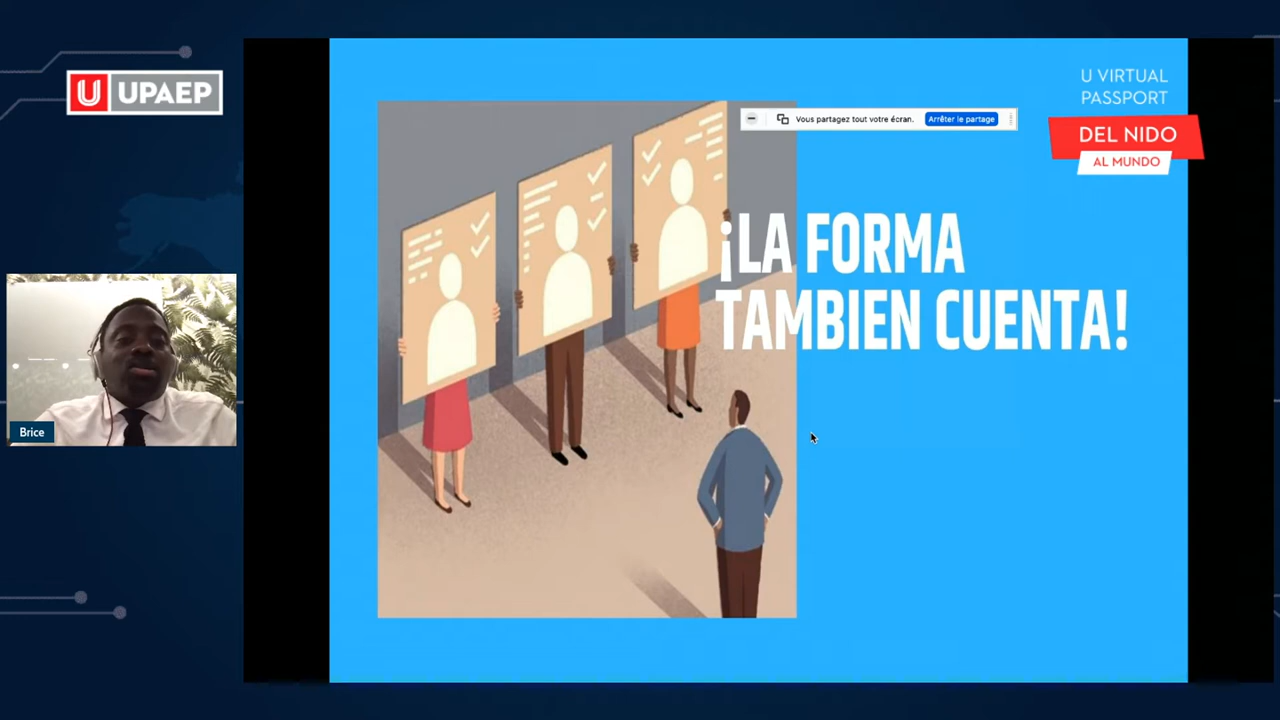 U UPAEP
U VIRTUAL
PASSPORT
DEL NIDO
AL MUNDO
Vous partagez tout votre écran. Arrêter le partage
¡LA FORMA
TAMBIEN CUENTA!
Brice